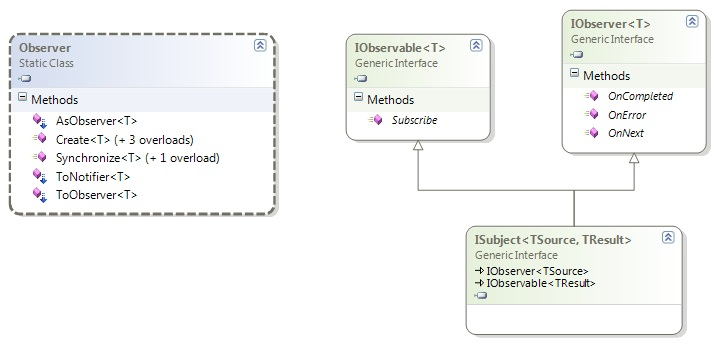 Observer
Static Class
Methods
AsObserver<T>
Create<T> (+ 3 overloads)
Synchronize<T> (+ 1 overload)
ToNotifier<T>
ToObserver<T>
IObservable<T>
Generic Interface
Methods
Subscribe
IObserver<T>
Generic Interface
Methods
OnCompleted
OnError
OnNext
ISubject<TSource, TResult>
Generic Interface
IObserver<TSource>
IObservable<TResult>